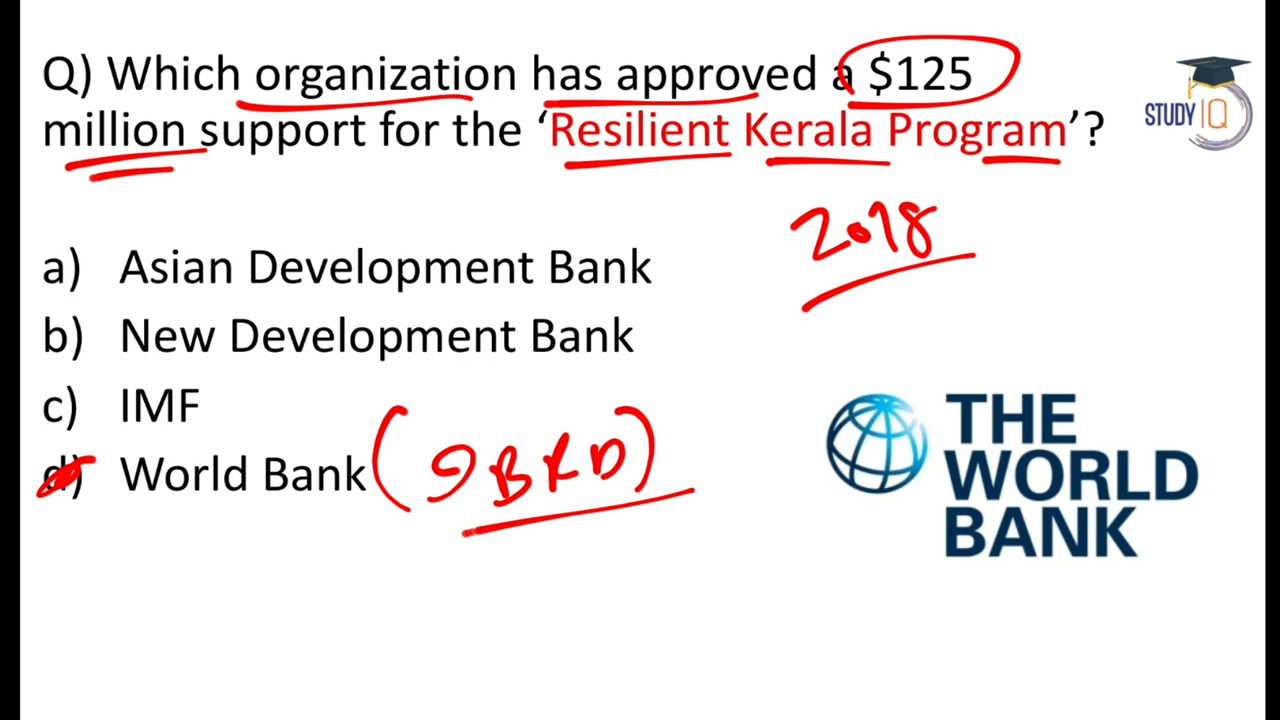 Q) Which organization has approved a $125
million support for the ‘Resilient Kerala Program’?
STUDY IQ
2018
a) Asian Development Bank
b) New Development Bank
c) IMF
d) World Bank (IBRD)
THE
WORLD
BANK